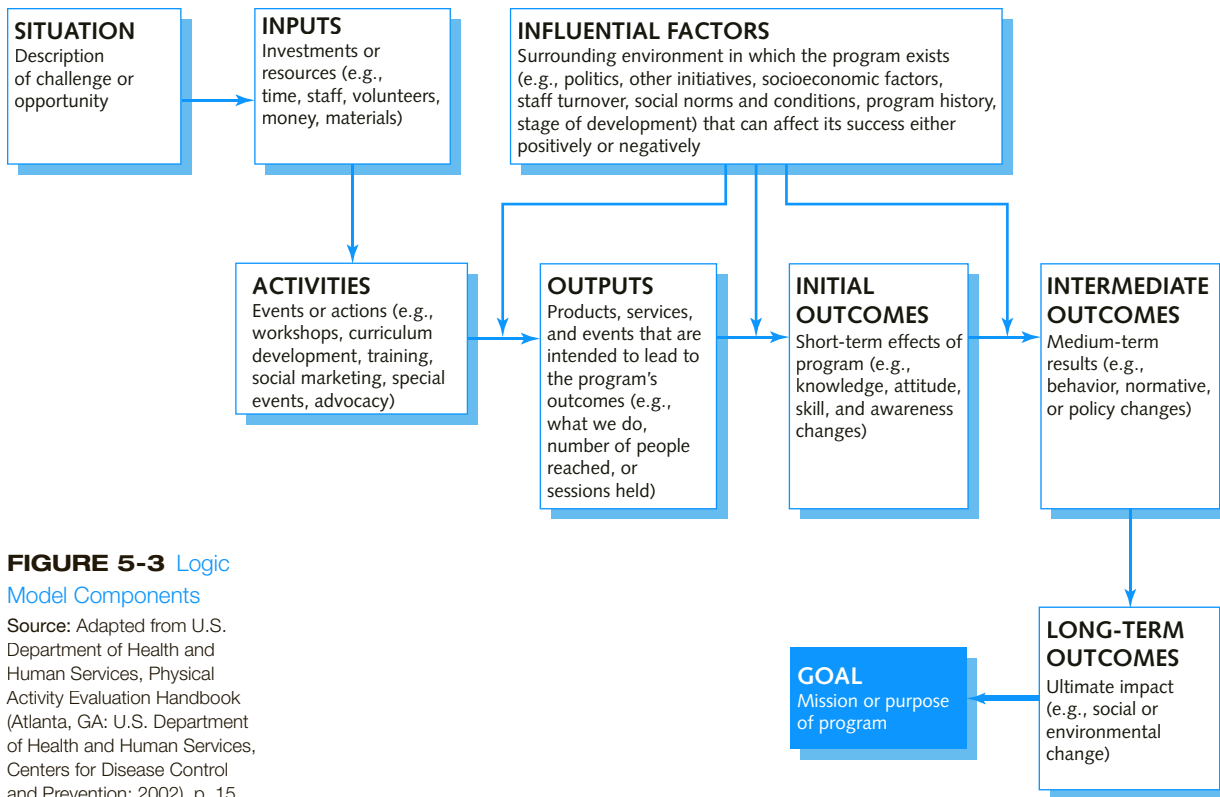 SITUATION
Description
of challenge or
opportunity
INPUTS
Investments or
resources (e.g.,
time, staff, volunteers,
money, materials)
INFLUENTIAL FACTORS
Surrounding environment in which the program exists
(e.g., politics, other initiatives, socioeconomic factors,
staff turnover, social norms and conditions, program history,
stage of development) that can affect its success either
positively or negatively
ACTIVITIES
Events or actions (e.g.,
workshops, curriculum
development, training,
social marketing, special
events, advocacy)
OUTPUTS
Products, services,
and events that are
intended to lead to
the program's
outcomes (e.g.,
what we do,
number of people
reached, or
sessions held)
INITIAL
OUTCOMES
Short-term effects of
program (e.g.,
knowledge, attitude,
skill, and awareness
changes)
INTERMEDIATE
OUTCOMES
Medium-term
results (e.g.,
behavior, normative,
or policy changes)
LONG-TERM
OUTCOMES
Ultimate impact
(e.g., social or
environmental
change)
GOAL
Mission or purpose
of program
FIGURE 5-3 Logic
Model Components
Source: Adapted from U.S.
Department of Health and
Human Services, Physical
Activity Evaluation Handbook
(Atlanta, GA: U.S. Department
of Health and Human Services,
Centers for Disease Control
and Prevention: 2002), p. 15.